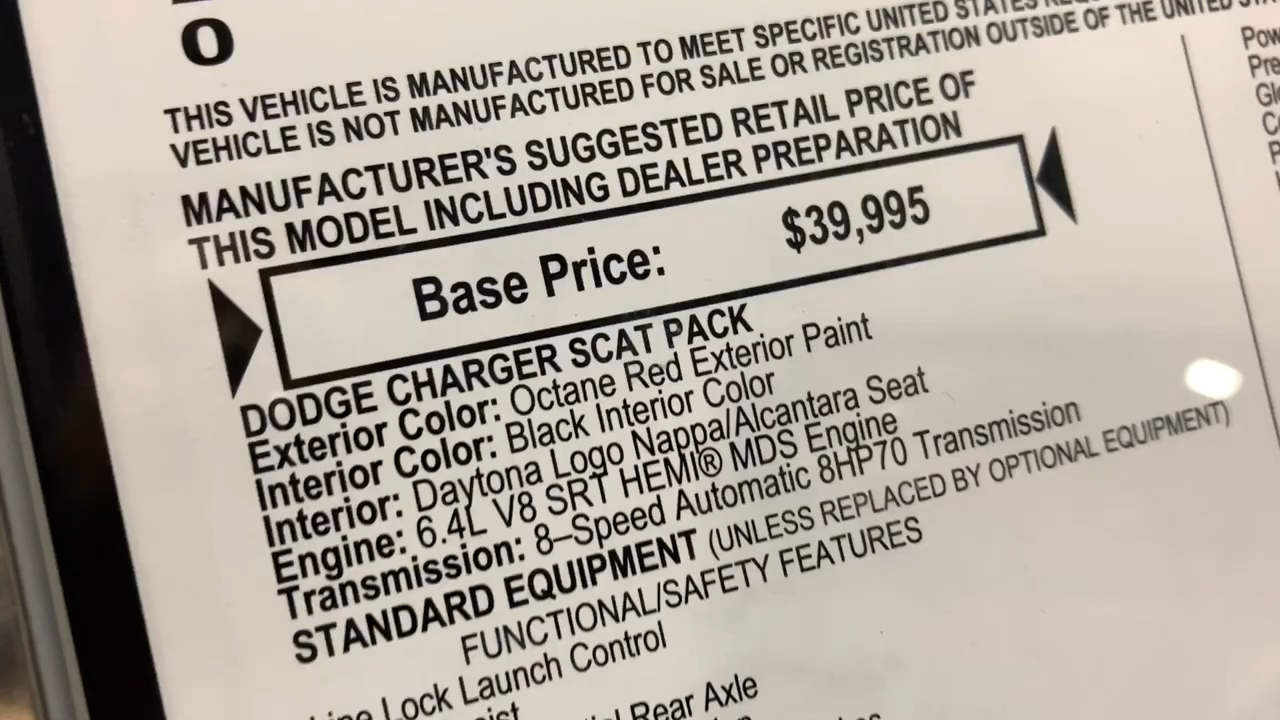 O
THIS VEHICLE IS MANUFACTURED TO MEET SPECIFIC UNITED STATES
VEHICLE IS NOT MANUFACTURED FOR SALE OR REGISTRATION OUTSIDE OF THE UNITED
MANUFACTURER'S SUGGESTED RETAIL PRICE OF
THIS MODEL INCLUDING DEALER PREPARATION
Base Price: $39,995
DODGE CHARGER SCAT PACK
Exterior Color: Octane Red Exterior Paint
Interior Color: Black Interior Color
Interior: Daytona Logo Nappa/Alcantara Seat
Engine: 6.4L V8 SRT HEMI® MDS Engine
Transmission: 8–Speed Automatic 8HP70 Transmission
STANDARD EQUIPMENT (UNLESS REPLACED BY OPTIONAL EQUIPMENT)
FUNCTIONAL/SAFETY FEATURES
Lock Launch Control
Rear Axle